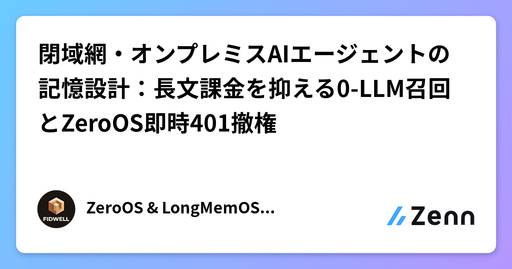 閉域網・オンプレミスAIエージェントの
記憶設計：長文課金を抑える0-LLM召回
とZeroOS即時401撤権
FIDWELL
ZeroOS & LongMemOS...
Zenn